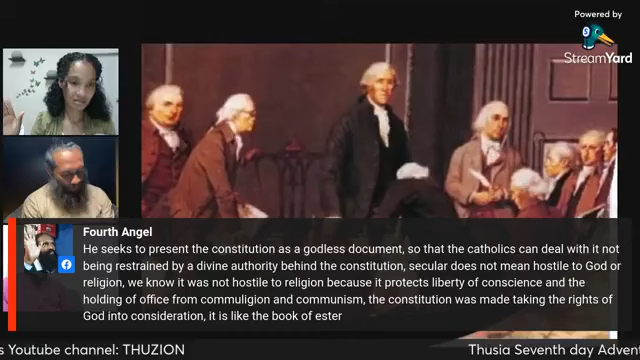 Powered by
StreamYard
Fourth Angel
He seeks to present the constitution as a godless document, so that the catholics can deal with it not
being restrained by a divine authority behind the constitution, secular does not mean hostile to God or
religion, we know it was not hostile to religion because it protects liberty of conscience and the
holding of office from commuligion and communism, the constitution was made taking the rights of
God into consideration, it is like the book of ester
s Youtube channel: THUZION
Thusia Seventh day Advent